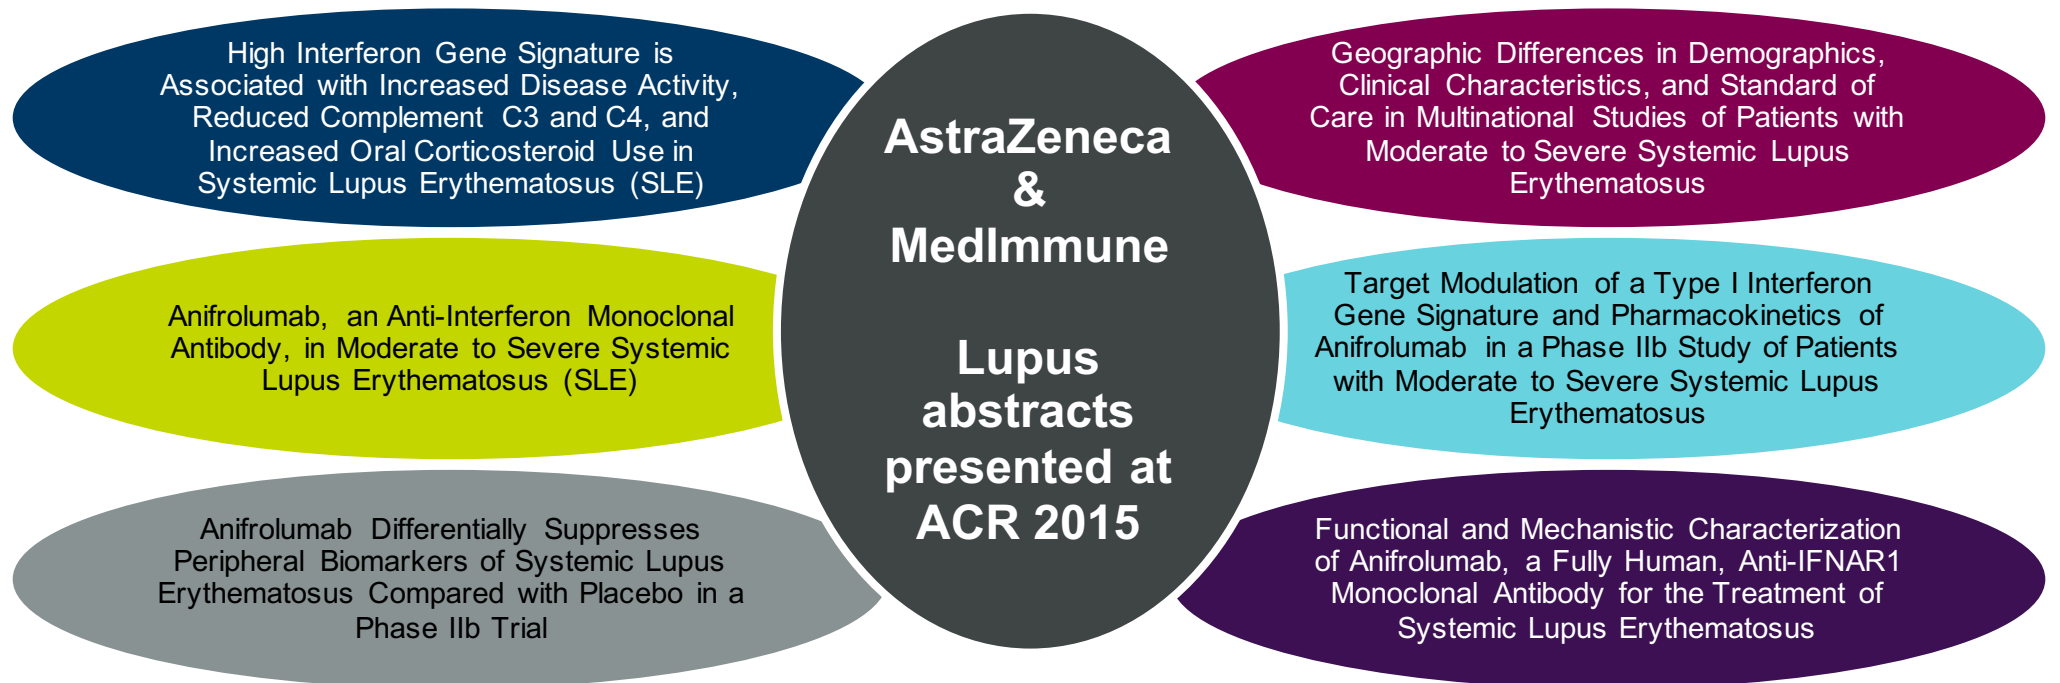 High Interferon Gene Signature is
Associated with Increased Disease Activity,
Reduced Complement C3 and C4, and
Increased Oral Corticosteroid Use in
Systemic Lupus Erythematosus (SLE)
Anifrolumab, an Anti-Interferon Monoclonal
Antibody, in Moderate to Severe Systemic
Lupus Erythematosus (SLE)
Anifrolumab Differentially Suppresses
Peripheral Biomarkers of Systemic Lupus
Erythematosus Compared with Placebo in a
Phase IIb Trial
AstraZeneca
&
MedImmune
Lupus
abstracts
presented at
ACR 2015
Geographic Differences in Demographics,
Clinical Characteristics, and Standard of
Care in Multinational Studies of Patients with
Moderate to Severe Systemic Lupus
Erythematosus
Target Modulation of a Type I Interferon
Gene Signature and Pharmacokinetics of
Anifrolumab in a Phase IIb Study of Patients
with Moderate to Severe Systemic Lupus
Erythematosus
Functional and Mechanistic Characterization
of Anifrolumab, a Fully Human, Anti-IFNAR1
Monoclonal Antibody for the Treatment of
Systemic Lupus Erythematosus